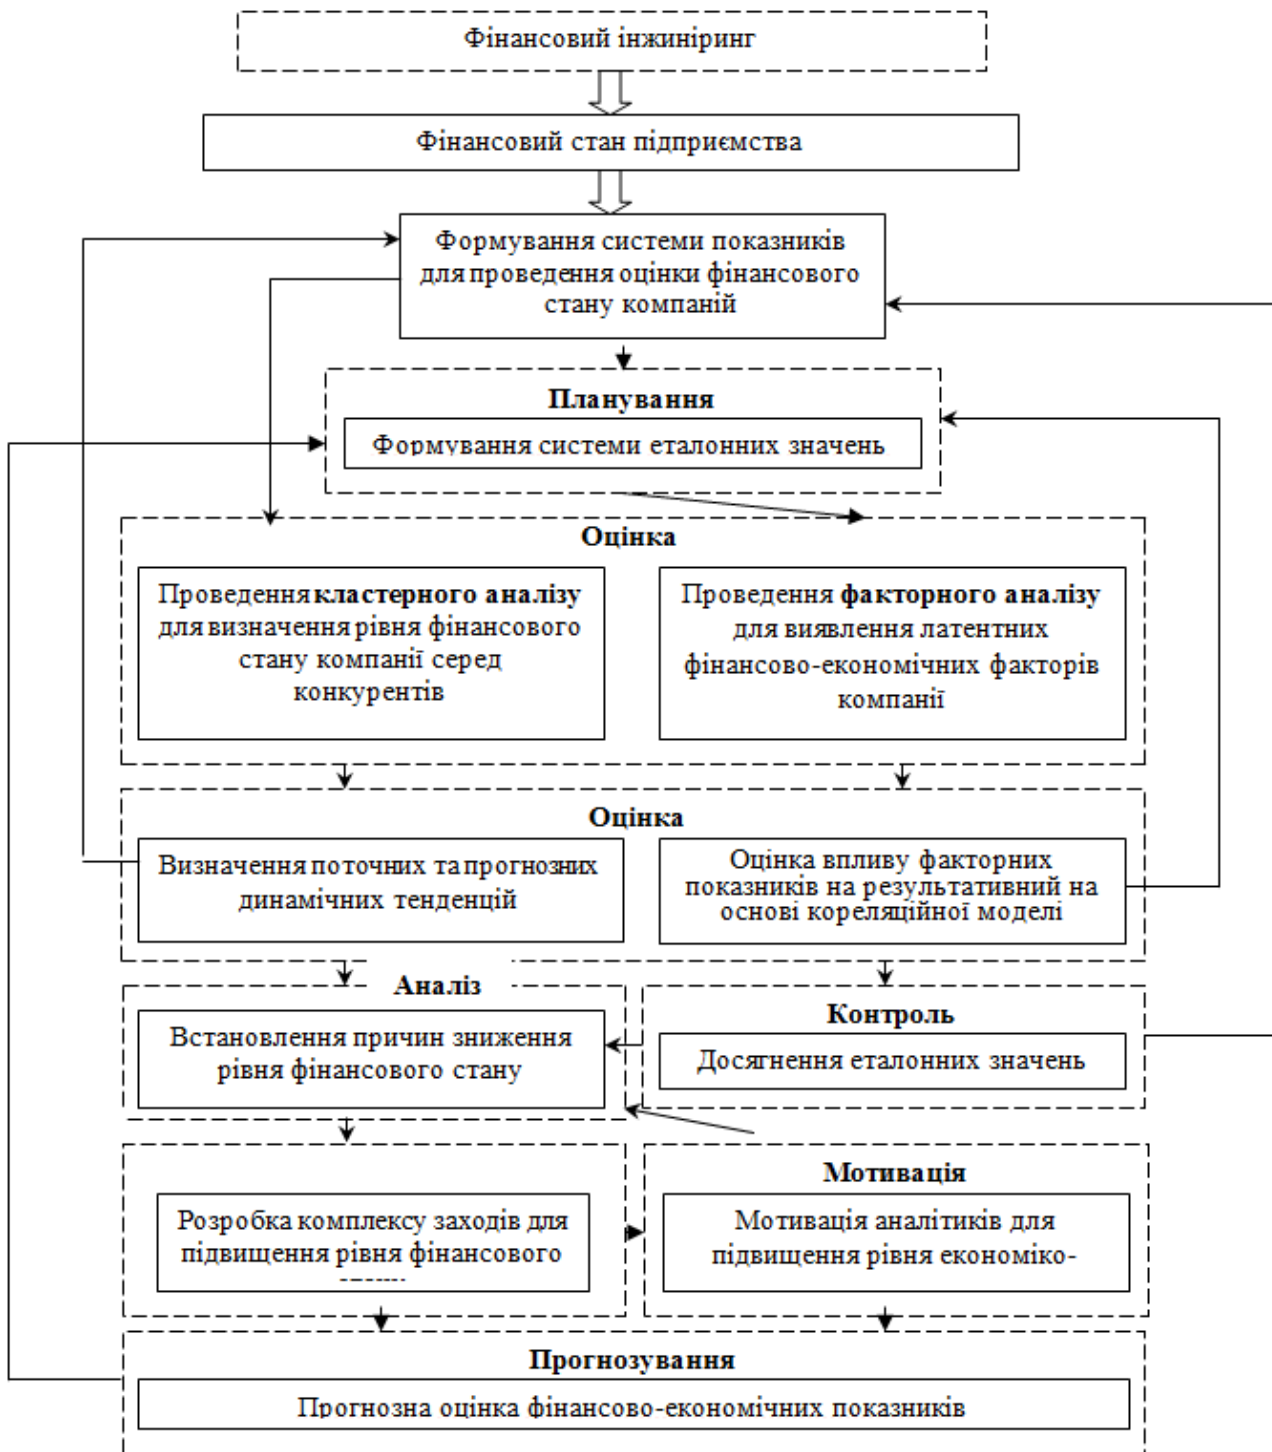 Фінансовий інжиніринг
Фінансовий стан підприємства
Формування системи показників
для проведення оцінки фінансового
стану компаній
Планування
Формування системи еталонних значень
Оцінка
Проведення кластерного аналізу
для визначення рівня фінансового
стану компанії серед
конкурентів
Проведення факторного аналізу
для виявлення латентних
фінансово-економічних факторів
компанії
Оцінка
Визначення поточних та прогнозних
динамічних тенденцій
Оцінка впливу факторних
показників на результативний на
основі кореляційної моделі
Аналіз
Встановлення причин зниження
рівня фінансового стану
Контроль
Досягнення еталонних значень
Розробка комплексу заходів для
підвищення рівня фінансового
Мотивація
Мотивація аналітиків для
підвищення рівня економіко-
Прогнозування
Прогнозна оцінка фінансово-економічних показників